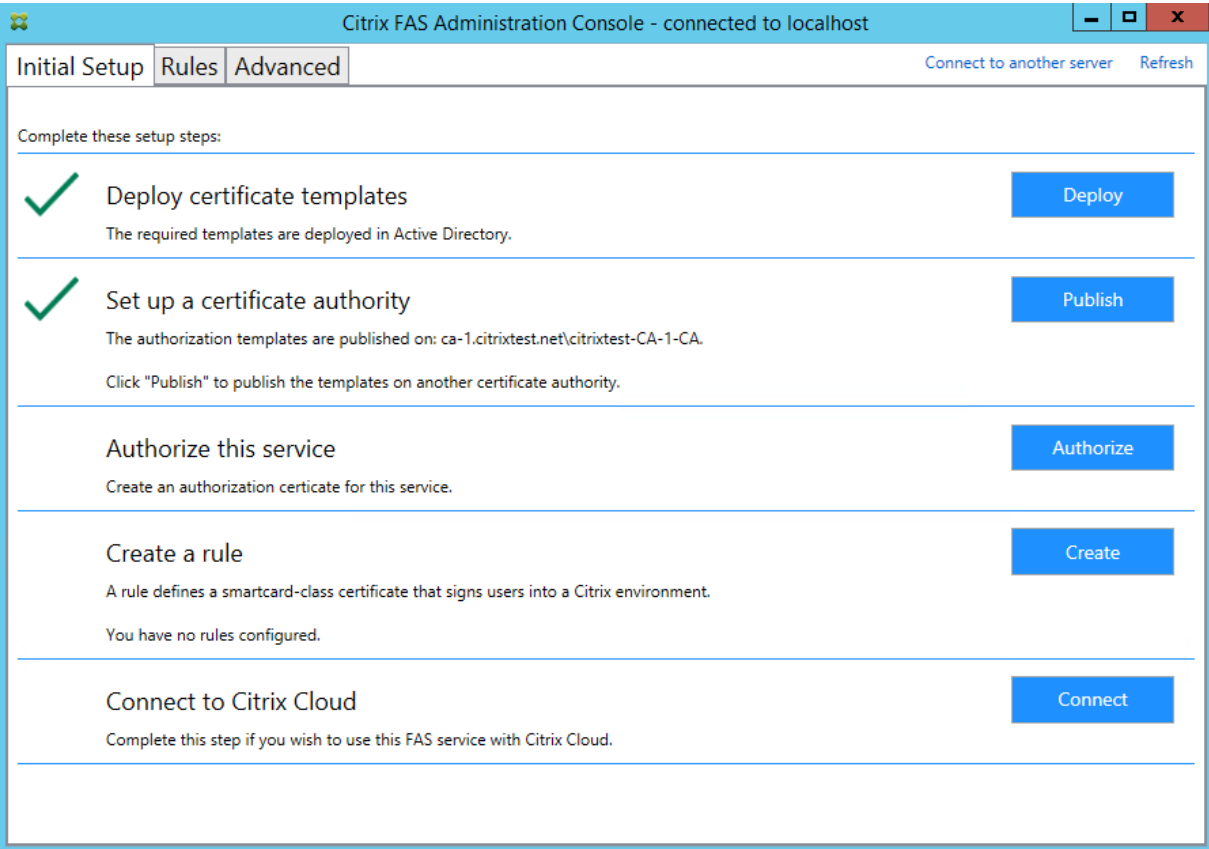 Citrix FAS Administration Console - connected to localhost
Initial Setup Rules Advanced Connect to another server Refresh
Complete these setup steps:
Deploy certificate templates Deploy
The required templates are deployed in Active Directory.
Set up a certificate authority Publish
The authorization templates are published on: ca-1.citrixtest.net\citrixtest-CA-1-CA.
Click "Publish" to publish the templates on another certificate authority.
Authorize this service Authorize
Create an authorization certicate for this service.
Create a rule Create
A rule defines a smartcard-class certificate that signs users into a Citrix environment.
You have no rules configured.
Connect to Citrix Cloud Connect
Complete this step if you wish to use this FAS service with Citrix Cloud.